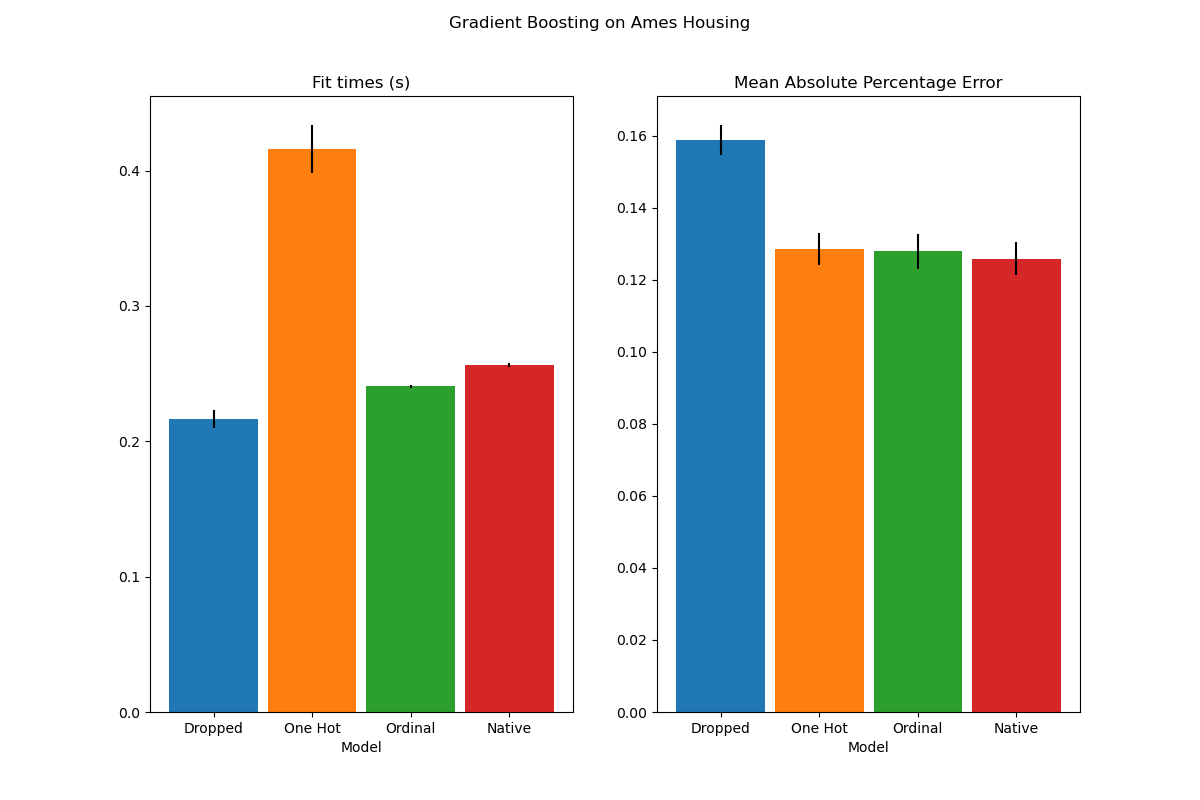 Gradient Boosting on Ames Housing
Fit times (s)
0.4
0.3
0.2
0.1
0.0
Dropped One Hot Ordinal Native
Model
Mean Absolute Percentage Error
0.16
0.14
0.12
0.10
0.08
0.06
0.04
0.02
0.00
Dropped One Hot Ordinal Native
Model